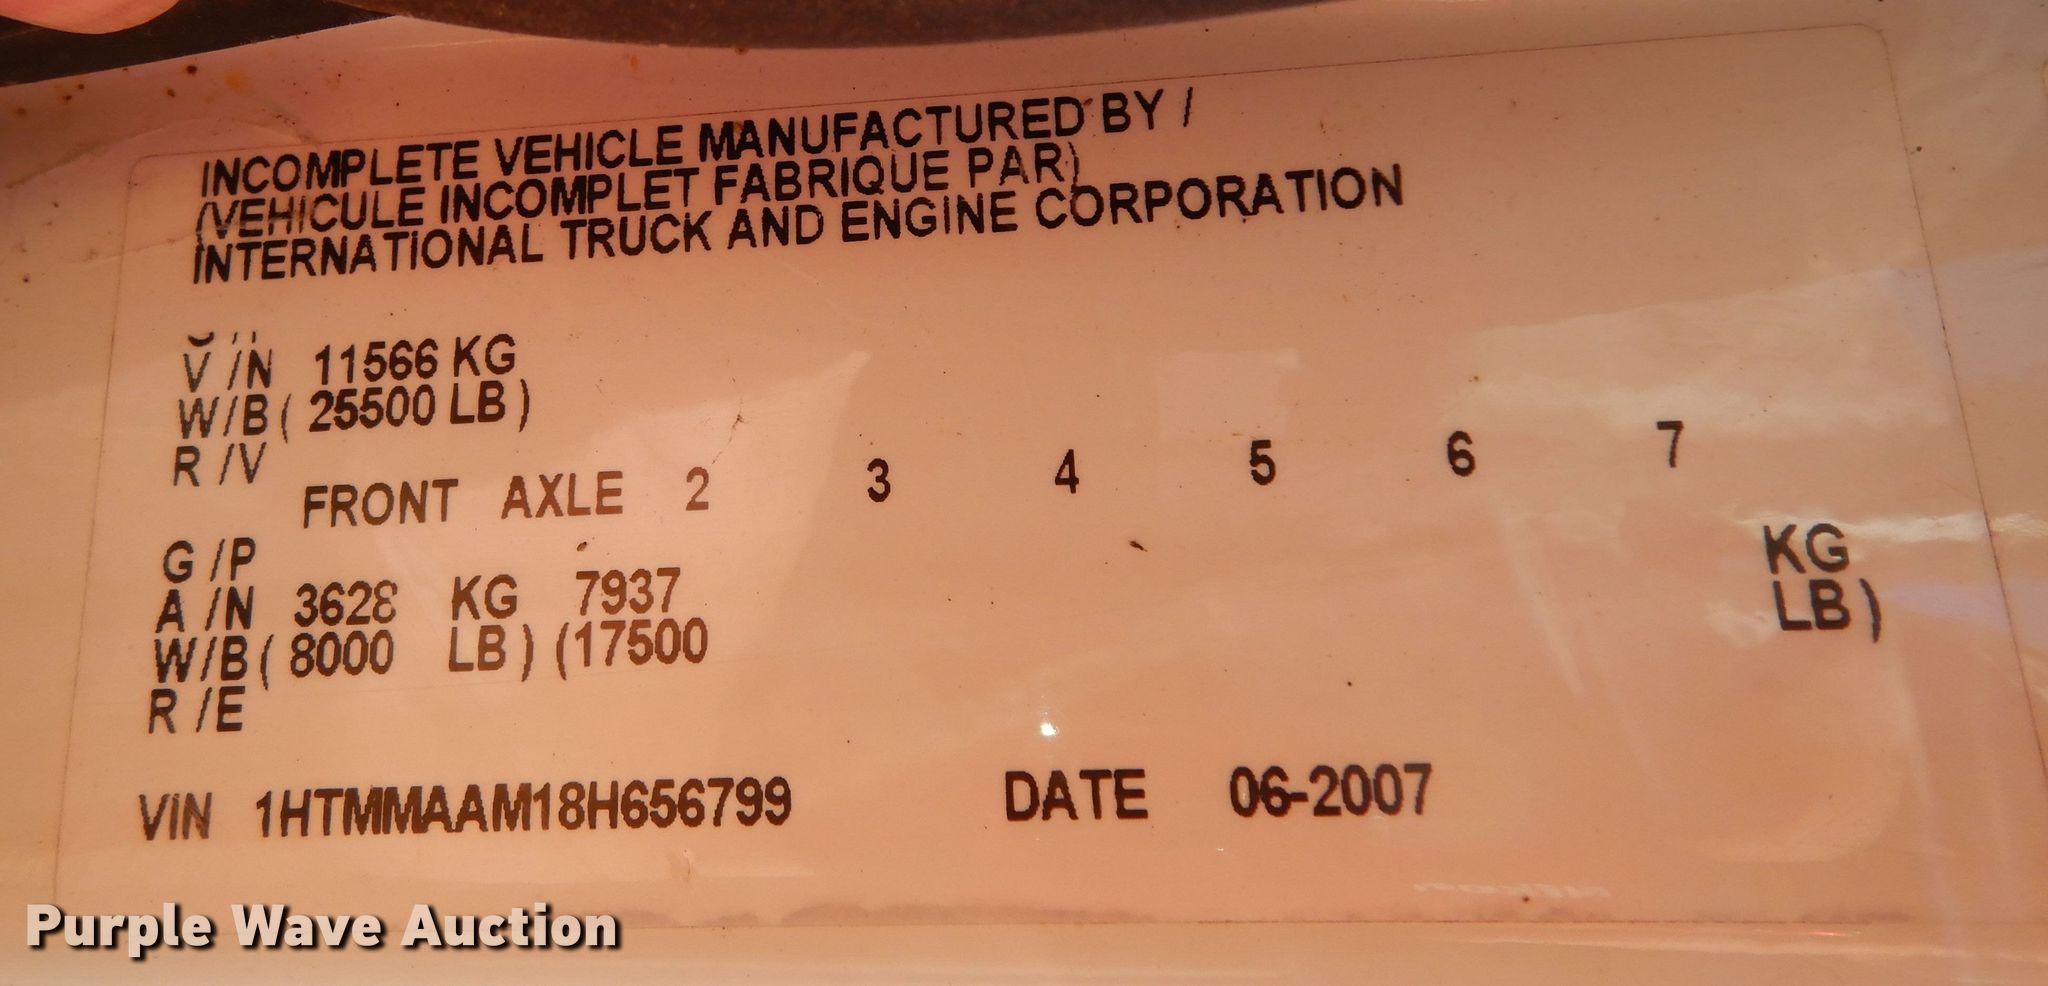 INCOMPLETE VEHICLE MANUFACTURED BY /
(VEHICULE INCOMPLET FABRIQUE PAR)
INTERNATIONAL TRUCK AND ENGINE CORPORATION
V /N 11566 KG
W/B ( 25500 LB )
R /V
FRONT AXLE 2 3 4 5 6 7
G /P KG
A /N 3628 KG 7937 LB )
W/B ( 8000 LB ) (17500
R /E
VIN 1HTMMAAM18H656799 DATE 06-2007
Purple Wave Auction